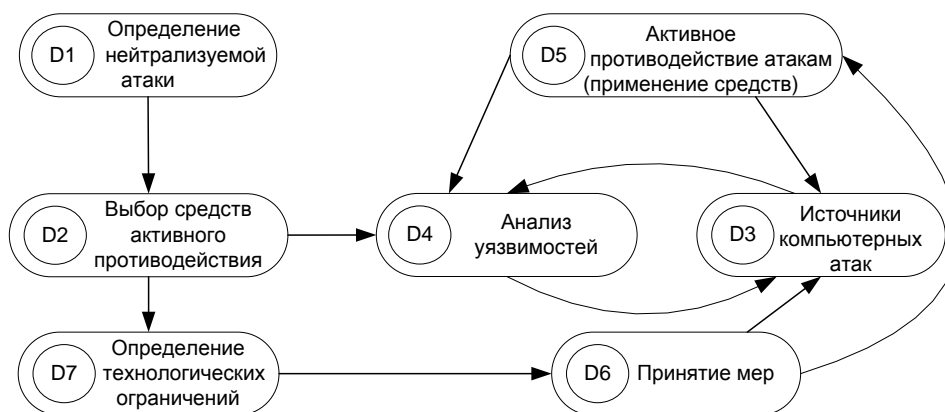 D1
Определение
нейтрализуемой
атаки
D5
Активное
противодействие атакам
(применение средств)
D2
Выбор средств
активного
противодействия
D4
Анализ
уязвимостей
D3
Источники
компьютерных
атак
D7
Определение
технологических
ограничений
D6
Принятие мер